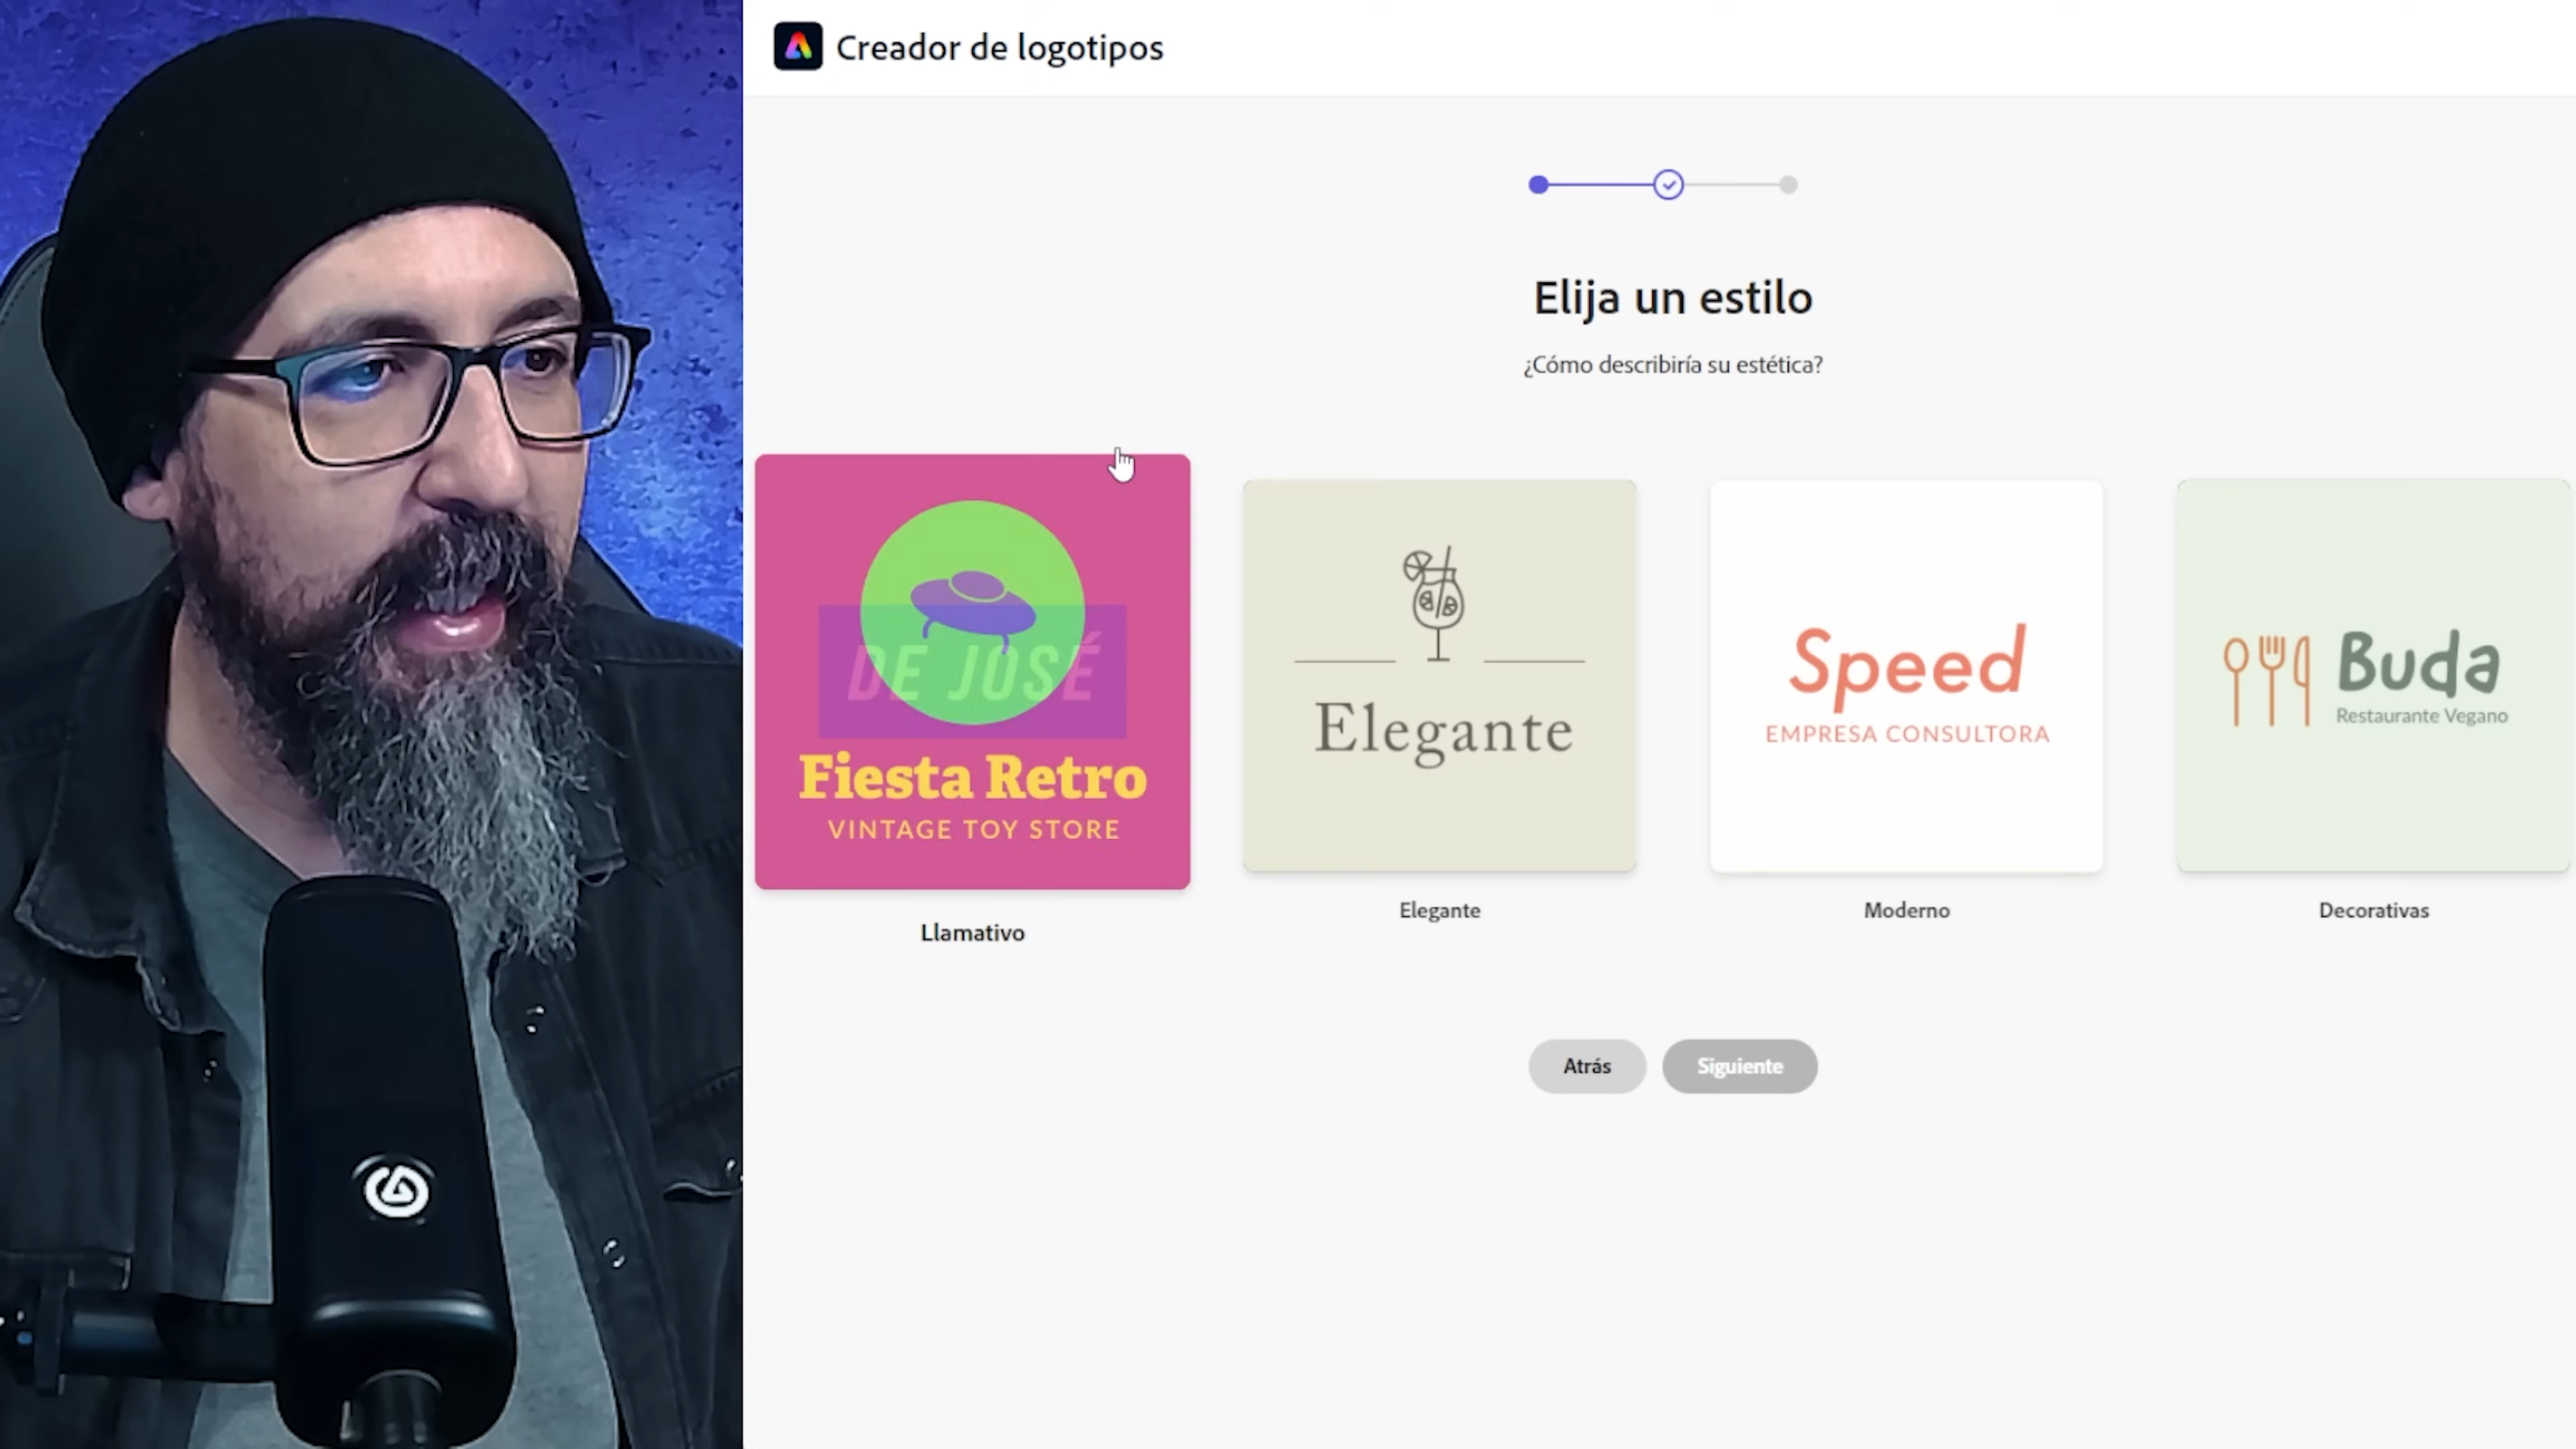 Creador de logotipos
Elija un estilo
¿Cómo describiría su estética?
DE JOSÉ
Fiesta Retro
VINTAGE TOY STORE
Llamativo
Elegante
Elegante
Speed
EMPRESA CONSULTORA
Moderno
Buda
Restaurante Vegano
Decorativas
Atrás
Siguiente